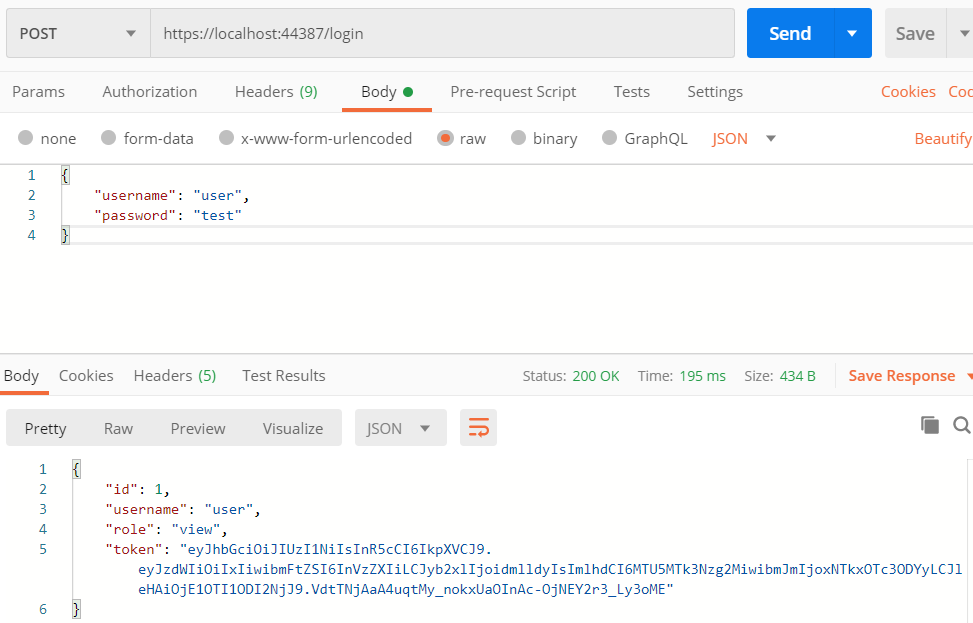 POST https://localhost:44387/login Send Save
Params Authorization Headers (9) Body Pre-request Script Tests Settings Cookies
none form-data x-www-form-urlencoded raw binary GraphQL JSON Beautify
1 {
2 "username": "user",
3 "password": "test"
4 }
Body Cookies Headers (5) Test Results Status: 200 OK Time: 195 ms Size: 434 B Save Response
Pretty Raw Preview Visualize JSON
1 {
2 "id": 1,
3 "username": "user",
4 "role": "view",
5 "token": "eyJhbGciOiJIUzI1NiIsInR5cCI6IkpXVCJ9.
eyJzdWIiOiIxIiwibmFtZSI6InVzZXIiLCJyb2xlIjoidmlldyIsImlhdCI6MTU5MTk3Nzg2MiwibmJmIjoxNTkxOTc3ODYyLCJl
eHAiOjE1OTI1ODI2NjJ9.VdtTNjAaA4uqtMy_nokxUaOInAc-OjNEY2r3_Ly3oME"
6 }